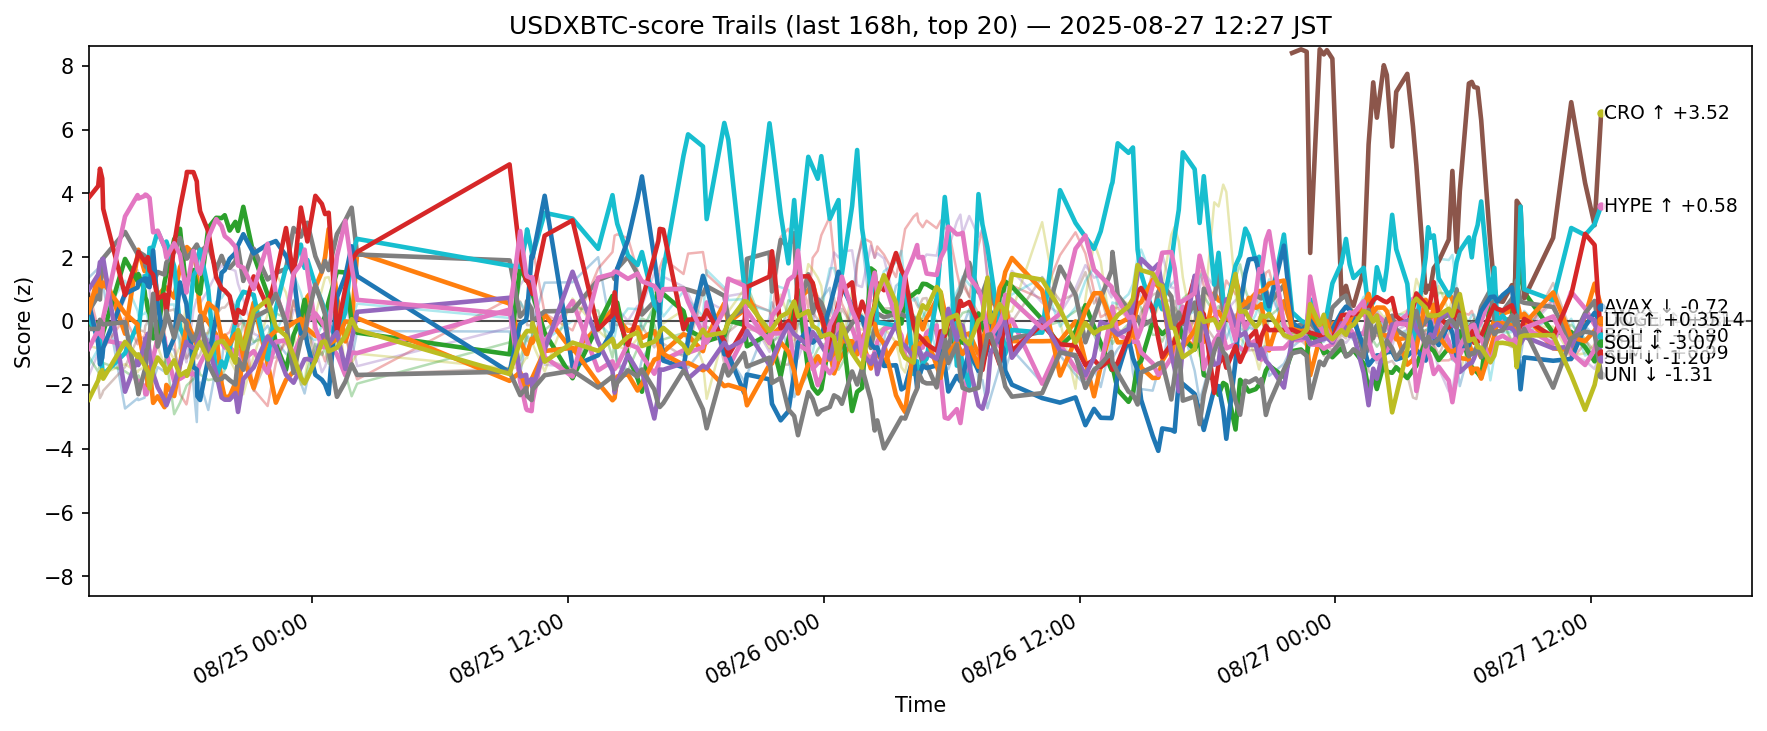 USDXBTC-score Trails (last 168h, top 20) — 2025-08-27 12:27 JST
Score (z)
8
6
4
2
0
−2
−4
−6
−8
CRO ↑ +3.52
HYPE ↑ +0.58
AVAX ↓ -0.72
SOL ↓ -3.07
SUI ↓ -1.20
UNI ↓ -1.31
08/25 00:00
08/25 12:00
08/26 00:00
08/26 12:00
08/27 00:00
08/27 12:00
Time